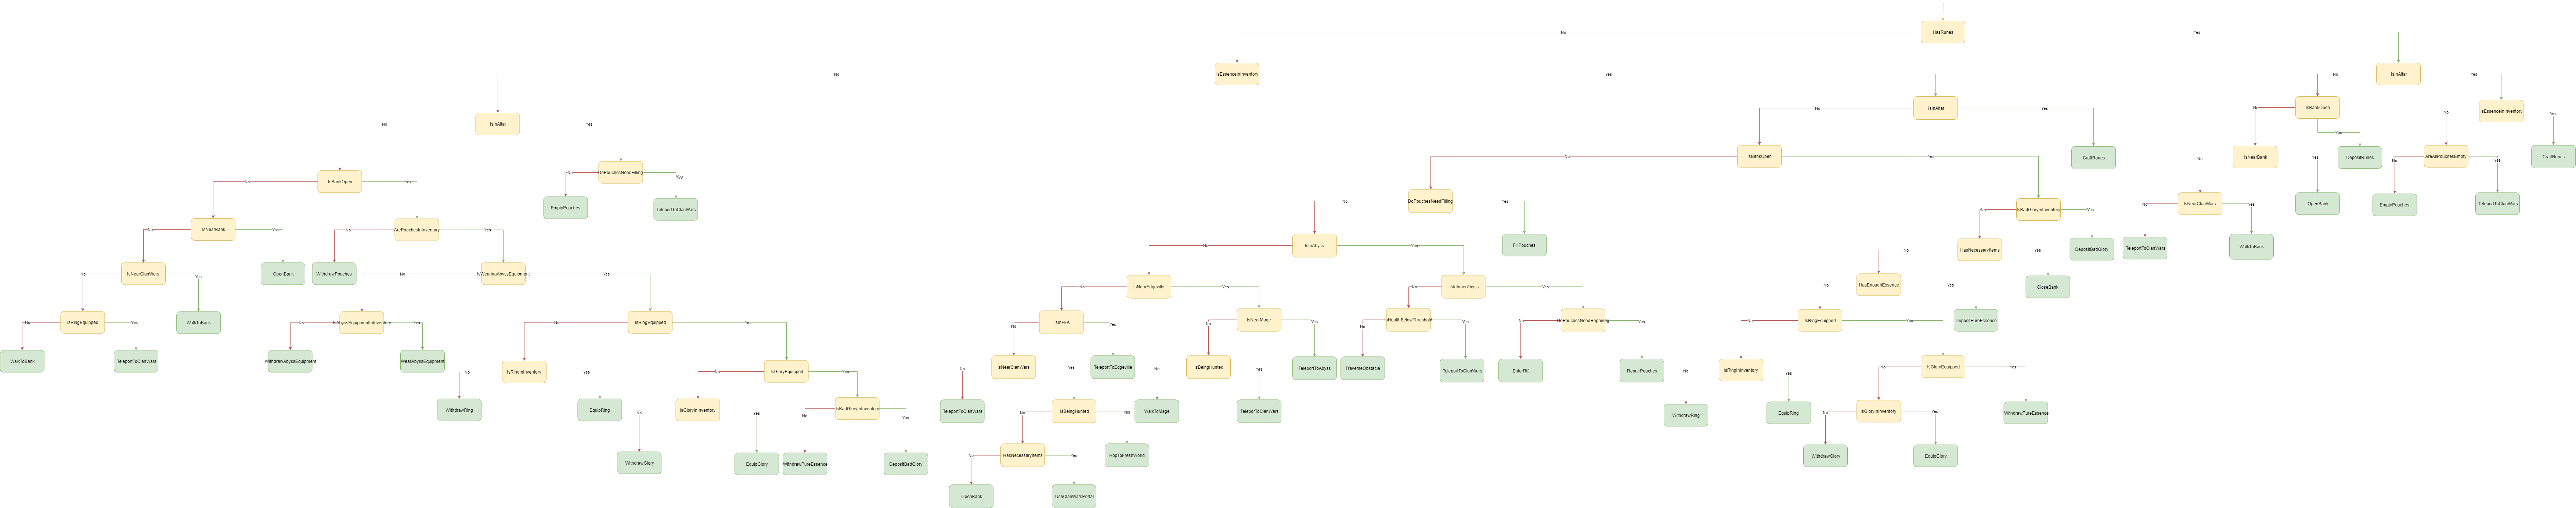 HasRunes
No
Yes
IsEssenceInInventory
IsInAltar
No
Yes
No
Yes
IsInAltar
IsBankOpen
IsEssenceInInventory
No
Yes
No
Yes
No
Yes
No
Yes
IsInAltar
No
Yes
IsBankOpen
IsNearBank
DepositRunes
AreAllPouchesEmpty
CraftRunes
CraftRunes
No
Yes
No
Yes
No
Yes
DoPouchesNeedFilling
No
Yes
IsBankOpen
No
Yes
EmptyPouches
TeleportToClanWars
DoPouchesNeedFilling
No
Yes
IsBadGloryInInventory
No
Yes
IsNearClanWars
No
Yes
OpenBank
EmptyPouches
TeleportToClanWars
IsNearBank
No
Yes
ArePouchesInInventory
No
Yes
IsInAbyss
No
Yes
FillPouches
HasNecessaryItems
No
Yes
DepositBadGlory
TeleportToClanWars
WalkToBank
IsNearClanWars
No
Yes
OpenBank
WithdrawPouches
IsWearingAbyssEquipment
No
Yes
IsNearEdgeville
No
Yes
IsInInnerAbyss
No
Yes
HasEnoughEssence
No
Yes
CloseBank
IsRingEquipped
No
Yes
WalkToBank
IsAbyssEquipmentInInventory
No
Yes
IsRingEquipped
No
Yes
IsInFFA
No
Yes
IsNearMage
No
Yes
IsHealthBelowThreshold
No
Yes
DoPouchesNeedRepairing
No
Yes
IsRingEquipped
No
Yes
DepositPureEssence
WalkToBank
TeleportToClanWars
WithdrawAbyssEquipment
WearAbyssEquipment
IsRingInInventory
No
Yes
IsGloryEquipped
No
Yes
IsNearClanWars
No
Yes
TeleportToEdgeville
IsBeingHunted
No
Yes
TeleportToAbyss
TraverseObstacle
TeleportToClanWars
EnterRift
RepairPouches
IsRingInInventory
No
Yes
IsGloryEquipped
No
Yes
WithdrawRing
EquipRing
IsGloryInInventory
No
Yes
IsBadGloryInInventory
No
Yes
TeleportToClanWars
IsBeingHunted
No
Yes
WalkToMage
TeleportToClanWars
WithdrawRing
EquipRing
IsGloryInInventory
No
Yes
WithdrawPureEssence
WithdrawGlory
EquipGlory
WithdrawPureEssence
DepositBadGlory
HasNecessaryItems
No
Yes
HopToFreshWorld
WithdrawGlory
EquipGlory
OpenBank
UseClanWarsPortal